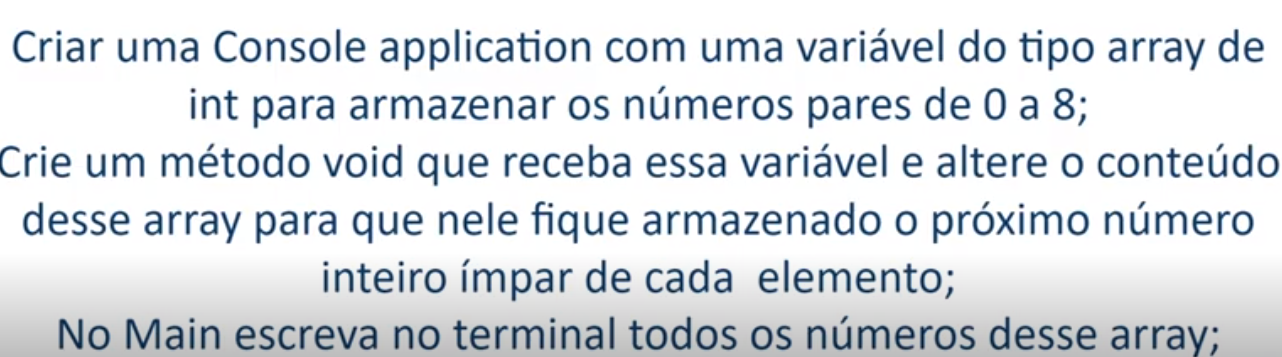 Criar uma Console application com uma variável do tipo array de
int para armazenar os números pares de 0 a 8;
Crie um método void que receba essa variável e altere o conteúdo
desse array para que nele fique armazenado o próximo número
inteiro ímpar de cada  elemento;
No Main escreva no terminal todos os números desse array;